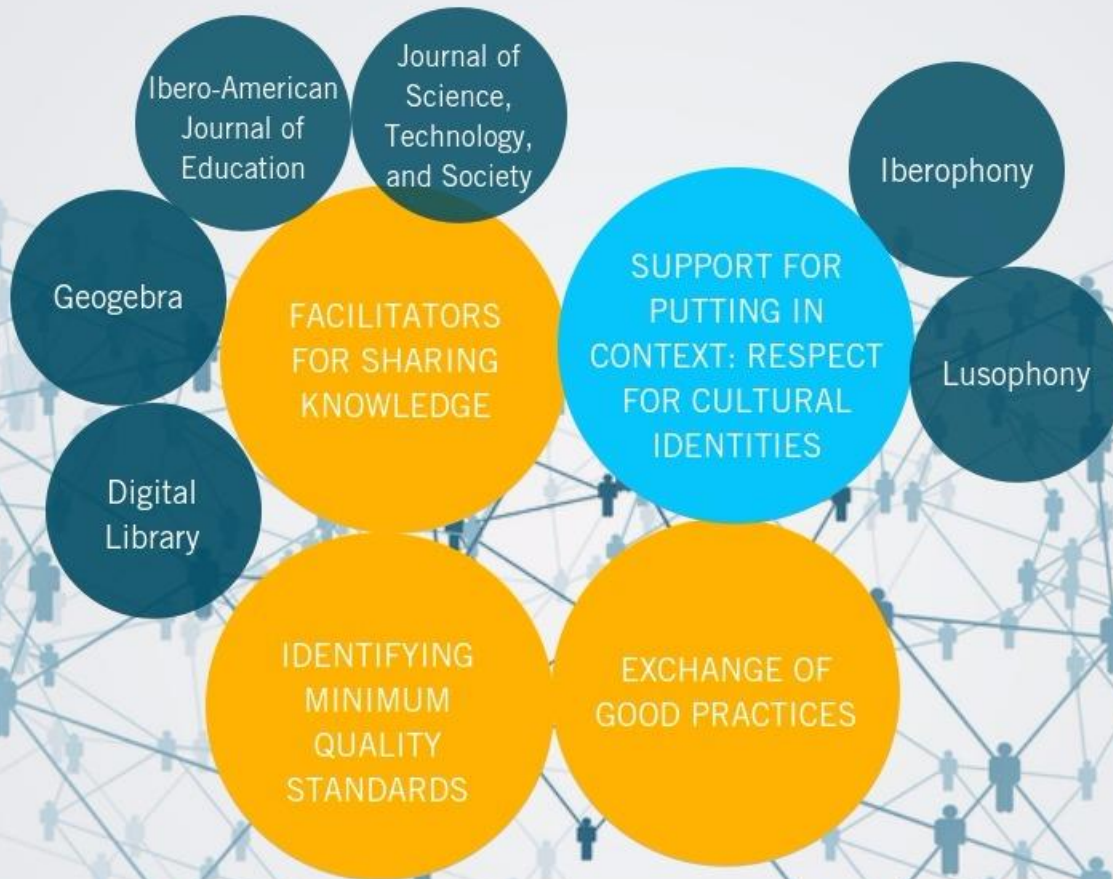 Ibero-American
Journal of
Education
Journal of
Science,
Technology,
and Society
Iberophony
Geogebra
FACILITATORS
FOR SHARING
KNOWLEDGE
SUPPORT FOR
PUTTING IN
CONTEXT: RESPECT
FOR CULTURAL
IDENTITIES
Lusophony
Digital
Library
IDENTIFYING
MINIMUM
QUALITY
STANDARDS
EXCHANGE OF
GOOD PRACTICES